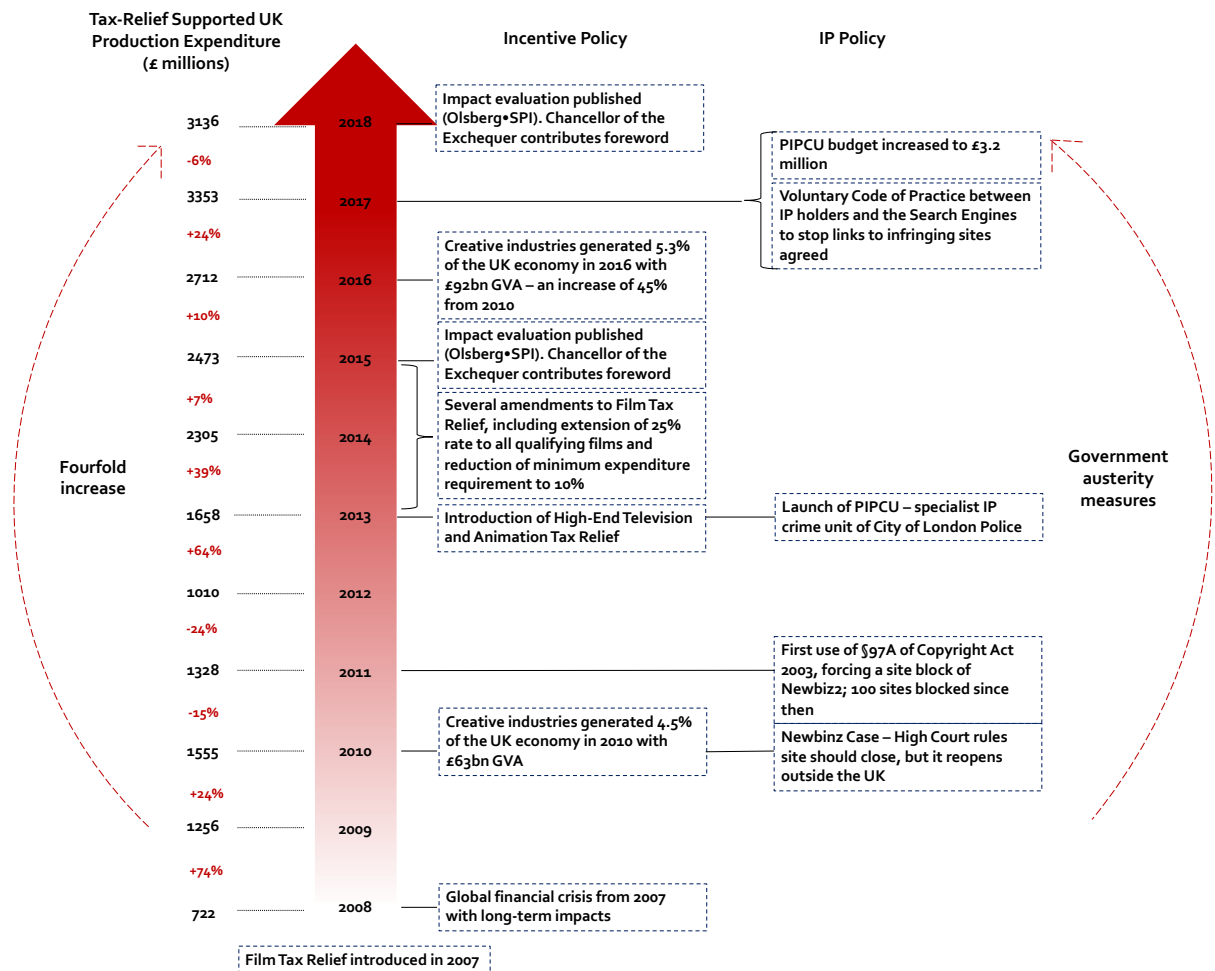 Tax-Relief Supported UK
Production Expenditure
(£ millions)
Incentive Policy
IP Policy
Impact evaluation published
(Olsberg•SPI). Chancellor of the
Exchequer contributes foreword
3136
2018
PIPCU budget increased to £3.2
million
-6%
3353
2017
Voluntary Code of Practice between
IP holders and the Search Engines
to stop links to infringing sites
agreed
+24%
Creative industries generated 5.3%
of the UK economy in 2016 with
£92bn GVA – an increase of 45%
from 2010
2712
2016
+10%
Impact evaluation published
(Olsberg•SPI). Chancellor of the
Exchequer contributes foreword
2473
2015
+7%
Several amendments to Film Tax
Relief, including extension of 25%
rate to all qualifying films and
reduction of minimum expenditure
requirement to 10%
2305
2014
+39%
Fourfold
increase
Government
austerity
measures
1658
2013
Introduction of High-End Television
and Animation Tax Relief
Launch of PIPCU – specialist IP
crime unit of City of London Police
+64%
1010
2012
-24%
1328
2011
First use of §97A of Copyright Act
2003, forcing a site block of
Newbiz2; 100 sites blocked since
then
-15%
Creative industries generated 4.5%
of the UK economy in 2010 with
£63bn GVA
1555
2010
Newbinz Case – High Court rules
site should close, but it reopens
outside the UK
+24%
1256
2009
+74%
722
2008
Global financial crisis from 2007
with long-term impacts
Film Tax Relief introduced in 2007